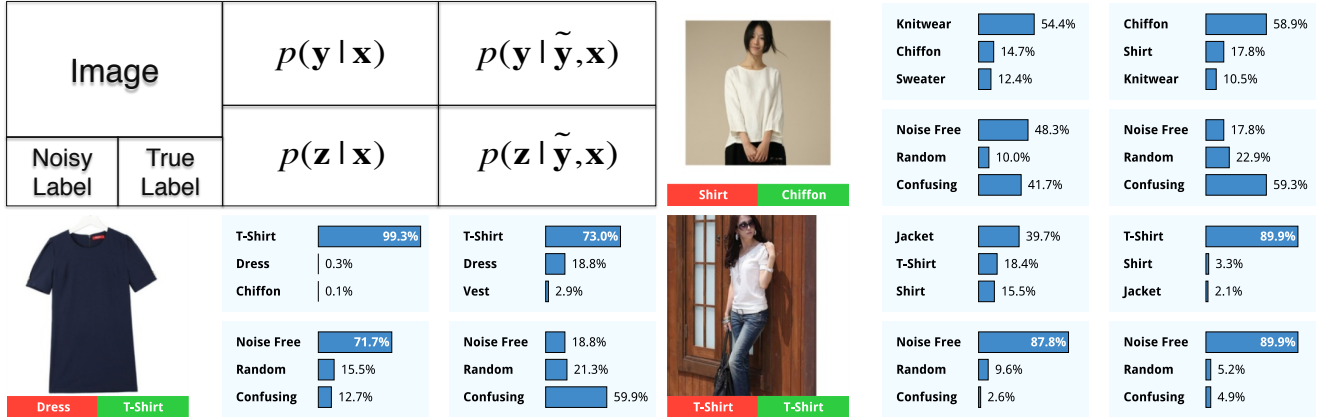 Image
p(y | x)
p(y | ỹ,x)
Noisy Label
True Label
p(z | x)
p(z | ỹ,x)
Shirt
Chiffon
Knitwear 54.4%
Chiffon 14.7%
Sweater 12.4%
Chiffon 58.9%
Shirt 17.8%
Knitwear 10.5%
Noise Free 48.3%
Random 10.0%
Confusing 41.7%
Noise Free 17.8%
Random 22.9%
Confusing 59.3%
Dress
T-Shirt
T-Shirt 99.3%
Dress 0.3%
Chiffon 0.1%
T-Shirt 73.0%
Dress 18.8%
Vest 2.9%
Noise Free 71.7%
Random 15.5%
Confusing 12.7%
Noise Free 18.8%
Random 21.3%
Confusing 59.9%
T-Shirt
T-Shirt
Jacket 39.7%
T-Shirt 18.4%
Shirt 15.5%
T-Shirt 89.9%
Shirt 3.3%
Jacket 2.1%
Noise Free 87.8%
Random 9.6%
Confusing 2.6%
Noise Free 89.9%
Random 5.2%
Confusing 4.9%